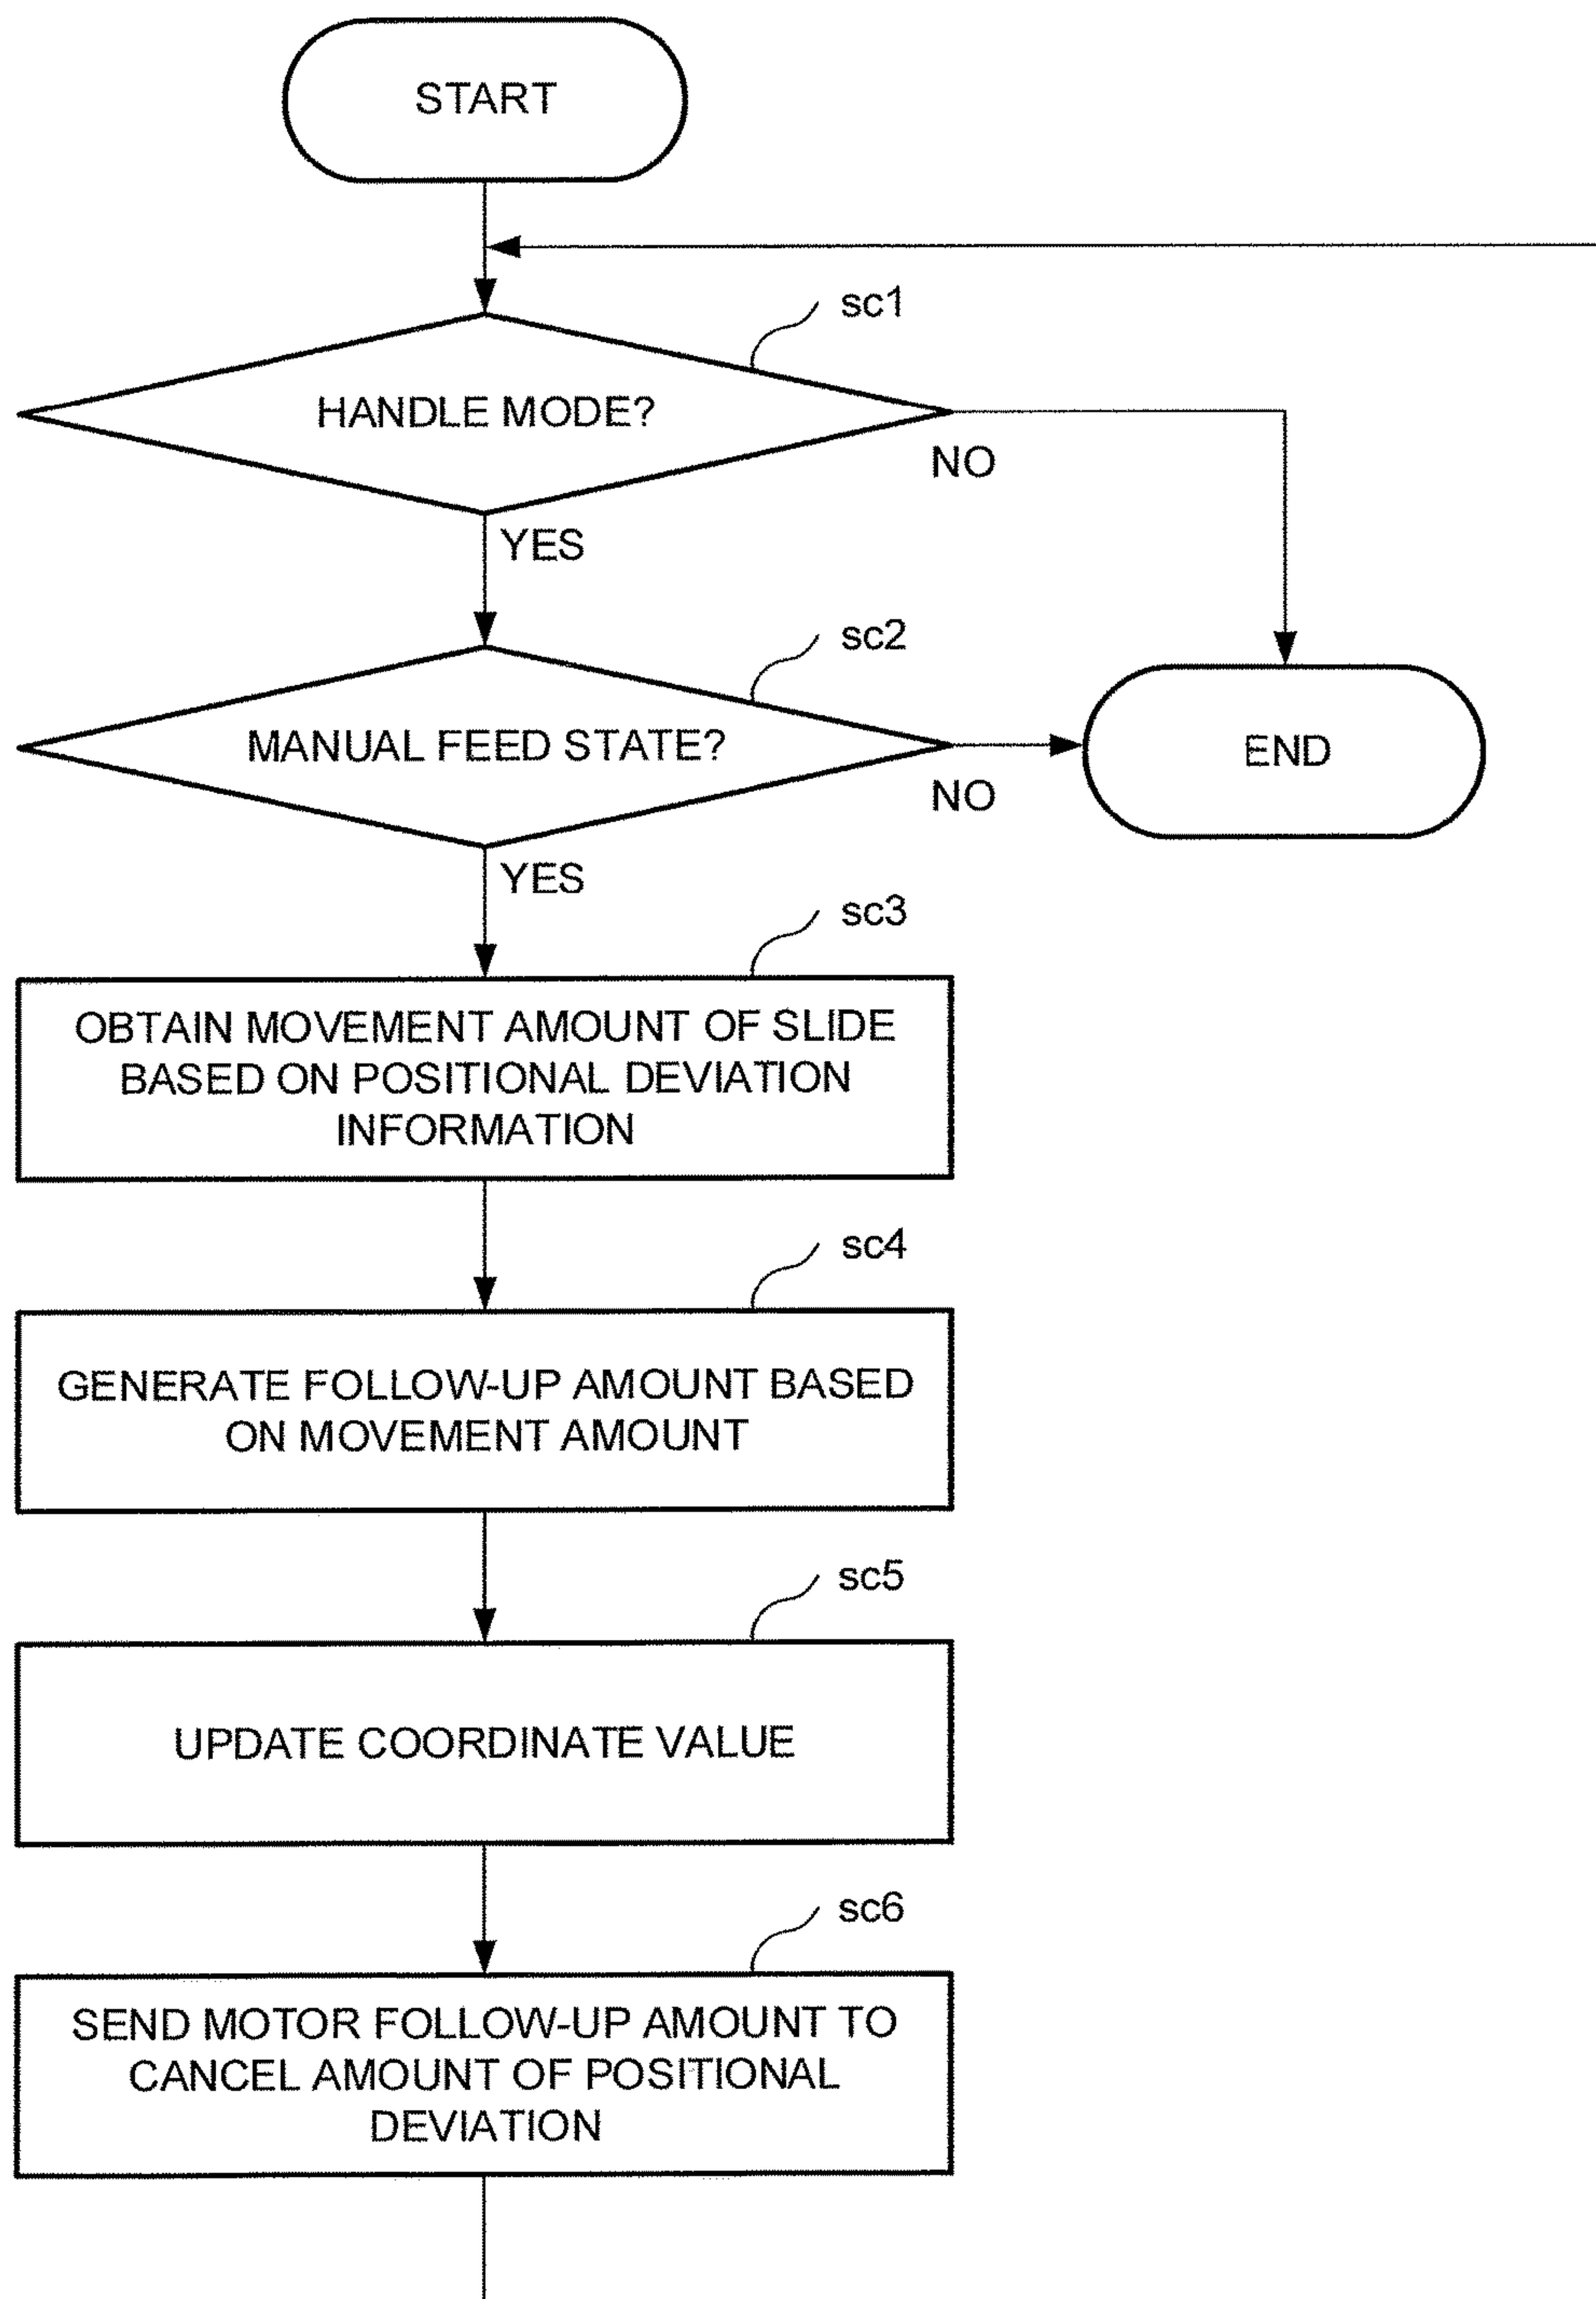 START
sc1
HANDLE MODE?
NO
YES
sc2
MANUAL FEED STATE?
END
NO
YES
sc3
OBTAIN MOVEMENT AMOUNT OF SLIDE
BASED ON POSITIONAL DEVIATION
INFORMATION
sc4
GENERATE FOLLOW-UP AMOUNT BASED
ON MOVEMENT AMOUNT
sc5
UPDATE COORDINATE VALUE
sc6
SEND MOTOR FOLLOW-UP AMOUNT TO
CANCEL AMOUNT OF POSITIONAL
DEVIATION